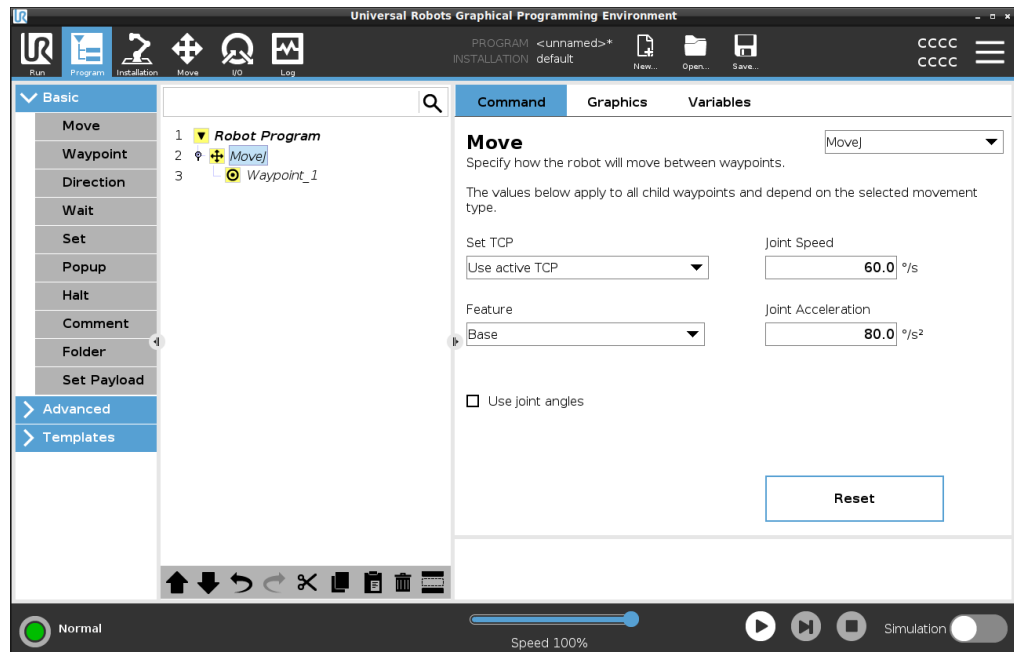 Universal Robots Graphical Programming Environment
UR
Run
Program
Installation
Move
I/O
Log
PROGRAM <unnamed>*
INSTALLATION default
New...
Open...
Save...
CCCC
CCCC
Basic
Move
Waypoint
Direction
Wait
Set
Popup
Halt
Comment
Folder
Set Payload
Advanced
Templates
1 Robot Program
2 MoveJ
3 Waypoint_1
Command Graphics Variables
Move
MoveJ
Specify how the robot will move between waypoints.
The values below apply to all child waypoints and depend on the selected movement
type.
Set TCP
Use active TCP
Joint Speed
60.0 °/s
Feature
Base
Joint Acceleration
80.0 °/s²
Use joint angles
Reset
Normal
Speed 100%
Simulation